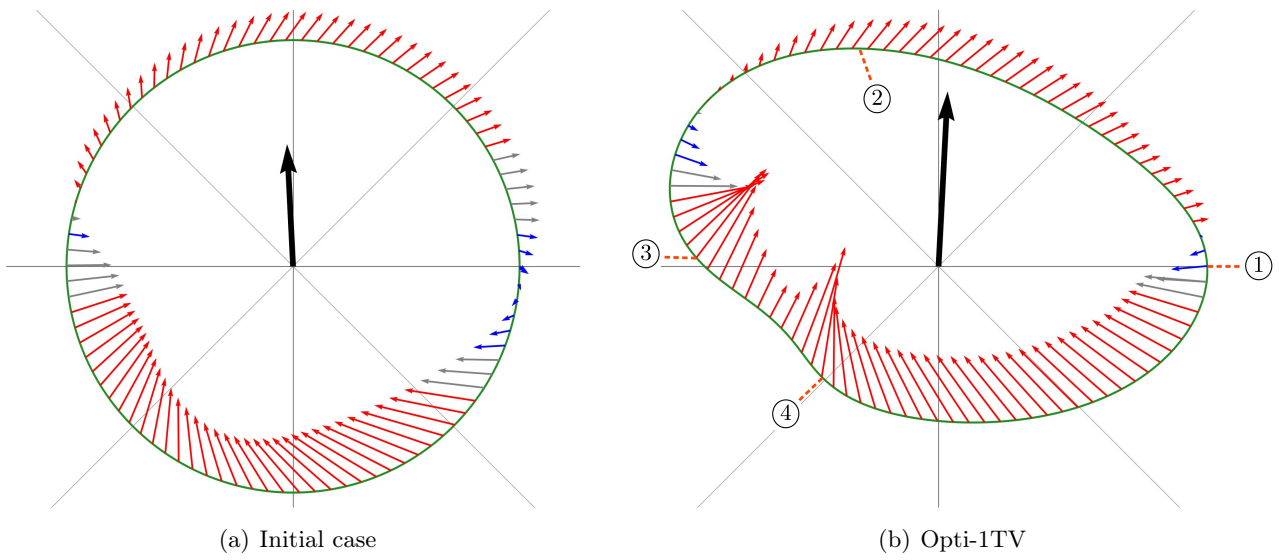 ②
③
①
④
(a) Initial case
(b) Opti-1TV